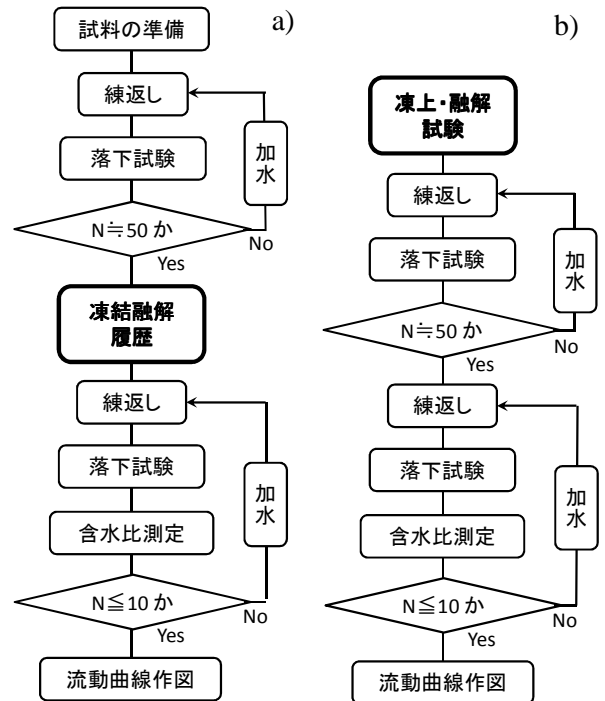 a)
試料の準備
練返し
加水
落下試験
N≒50 か
No
Yes
凍結融解
履歴
練返し
落下試験
加水
含水比測定
N≦10 か
No
Yes
流動曲線作図
b)
凍上・融解
試験
練返し
加水
落下試験
N≒50 か
No
Yes
練返し
落下試験
加水
含水比測定
N≦10 か
No
Yes
流動曲線作図